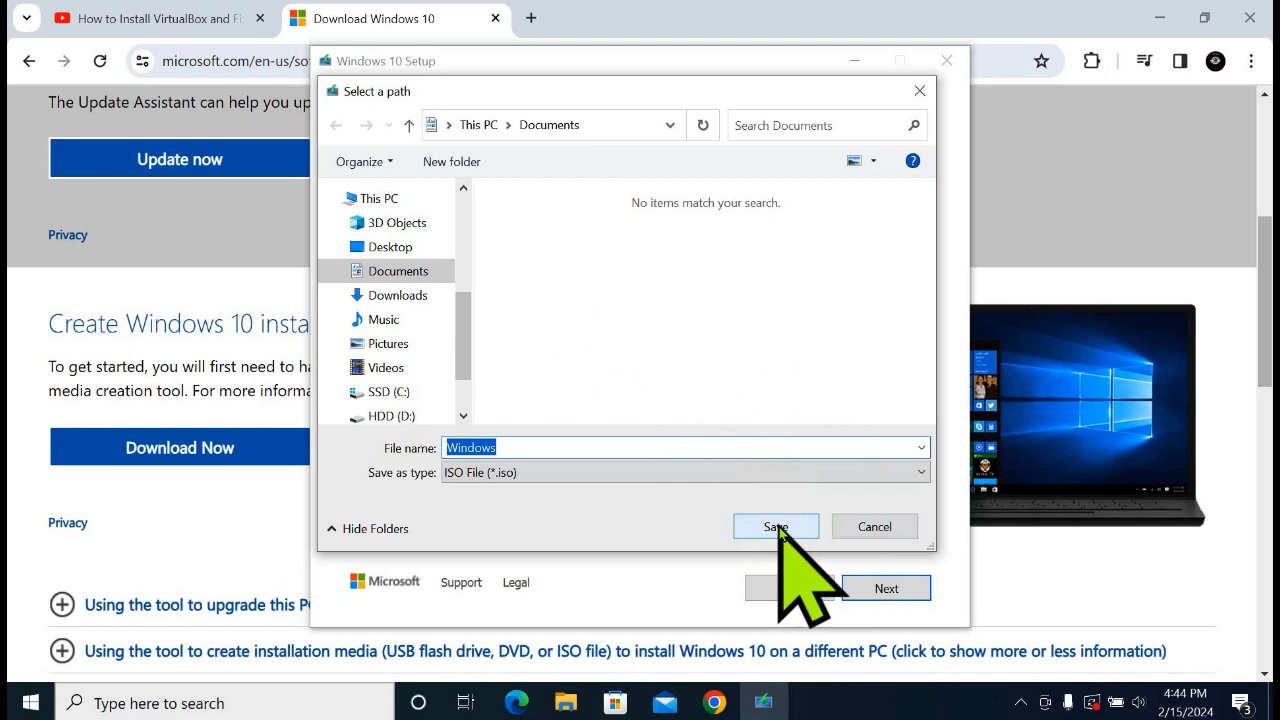 How to Install VirtualBox and Fi
Download Windows 10
microsoft.com/en-us/so
Windows 10 Setup
Select a path
The Update Assistant can help you up
This PC > Documents
Search Documents
Update now
Organize
New folder
This PC
No items match your search.
3D Objects
Privacy
Desktop
Documents
Downloads
Music
Create Windows 10 insta
Pictures
To get started, you will first need to ha
Videos
media creation tool. For more informa
SSD (C:)
HDD (D:)
Download Now
File name: Windows
Save as type: ISO File (*.iso)
Privacy
Hide Folders
Save
Cancel
Microsoft
Support
Legal
Next
Using the tool to upgrade this P
Using the tool to create installation media (USB flash drive, DVD, or ISO file) to install Windows 10 on a different PC (click to show more or less information)
Type here to search
4:44 PM
2/15/2024
3